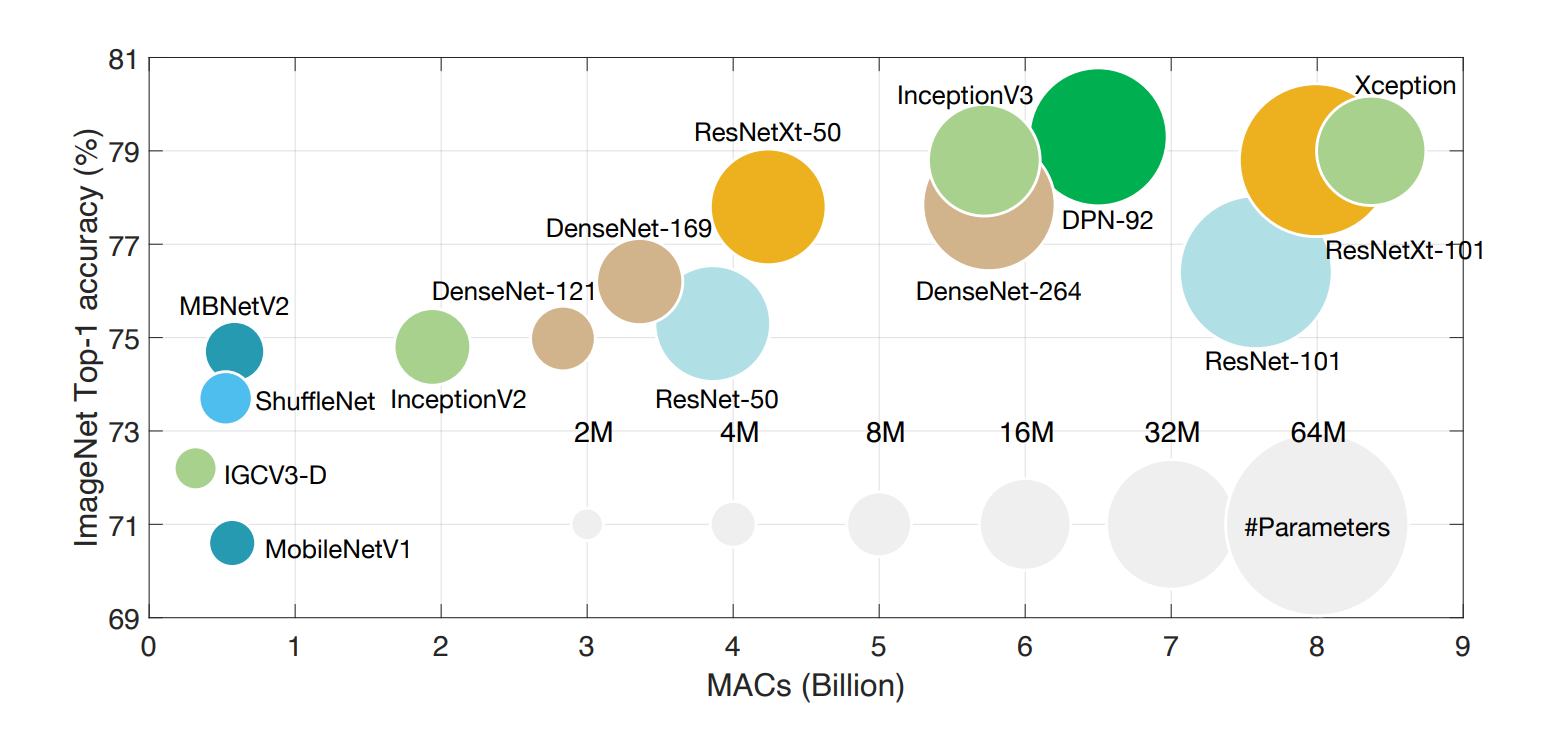 81
79
77
75
73
71
69
ImageNet Top-1 accuracy (%)
Xception
InceptionV3
ResNetXt-50
DPN-92
DenseNet-169
ResNetXt-101
DenseNet-121
DenseNet-264
MBNetV2
ResNet-101
ShuffleNet
InceptionV2
ResNet-50
2M
4M
8M
16M
32M
64M
IGCV3-D
#Parameters
MobileNetV1
0
1
2
3
4
5
6
7
8
9
MACs (Billion)